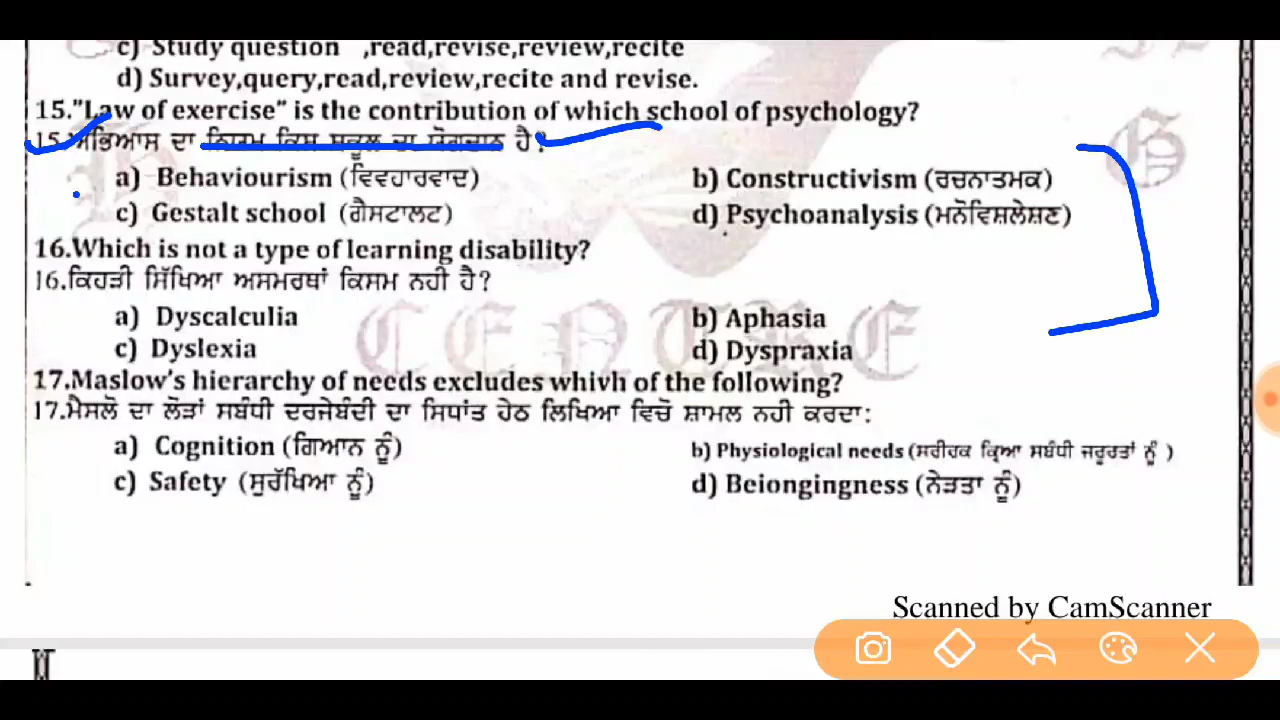 c) Study question ,read,revise,review,recite
d) Survey,query,read,review,recite and revise.
15."Law of exercise" is the contribution of which school of psychology?
15.ਅਭਿਆਸ ਦਾ ਨਿਯਮ ਕਿਸ ਸਕੂਲ ਦਾ ਯੋਗਦਾਨ ਹੈ?
a) Behaviourism (ਵਿਵਹਾਰਵਾਦ) b) Constructivism (ਰਚਨਾਤਮਕ)
c) Gestalt school (ਗੈਸਟਾਲਟ) d) Psychoanalysis (ਮਨੋਵਿਸ਼ਲੇਸ਼ਣ)
16.Which is not a type of learning disability?
16.ਕਿਹੜੀ ਸਿੱਖਿਆ ਅਸਮਰਥਾਂ ਕਿਸਮ ਨਹੀ ਹੈ?
a) Dyscalculia b) Aphasia
c) Dyslexia d) Dyspraxia
CENTRE
17.Maslow's hierarchy of needs excludes whivh of the following?
17.ਮੈਸਲੋ ਦਾ ਲੋੜਾਂ ਸਬੰਧੀ ਦਰਜੇਬੰਦੀ ਦਾ ਸਿਧਾਂਤ ਹੇਠ ਲਿਖਿਆ ਵਿਚੋ ਸ਼ਾਮਲ ਨਹੀ ਕਰਦਾ:
a) Cognition (ਗਿਆਨ ਨੂੰ) b) Physiological needs (ਸਰੀਰਕ ਕ੍ਰਿਆ ਸਬੰਧੀ ਜਰੂਰਤਾਂ ਨੂੰ )
c) Safety (ਸੁਰੱਖਿਆ ਨੂੰ) d) Beiongingness (ਨੇੜਤਾ ਨੂੰ)
Scanned by CamScanner